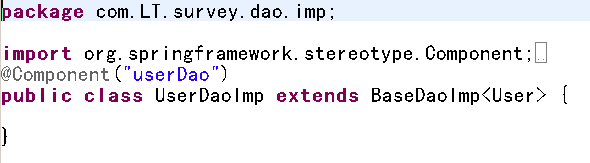 package com.LT.survey.dao.imp;
import org.springframework.stereotype.Component;
@Component("userDao")
public class UserDaoImp extends BaseDaoImp<User> {
}